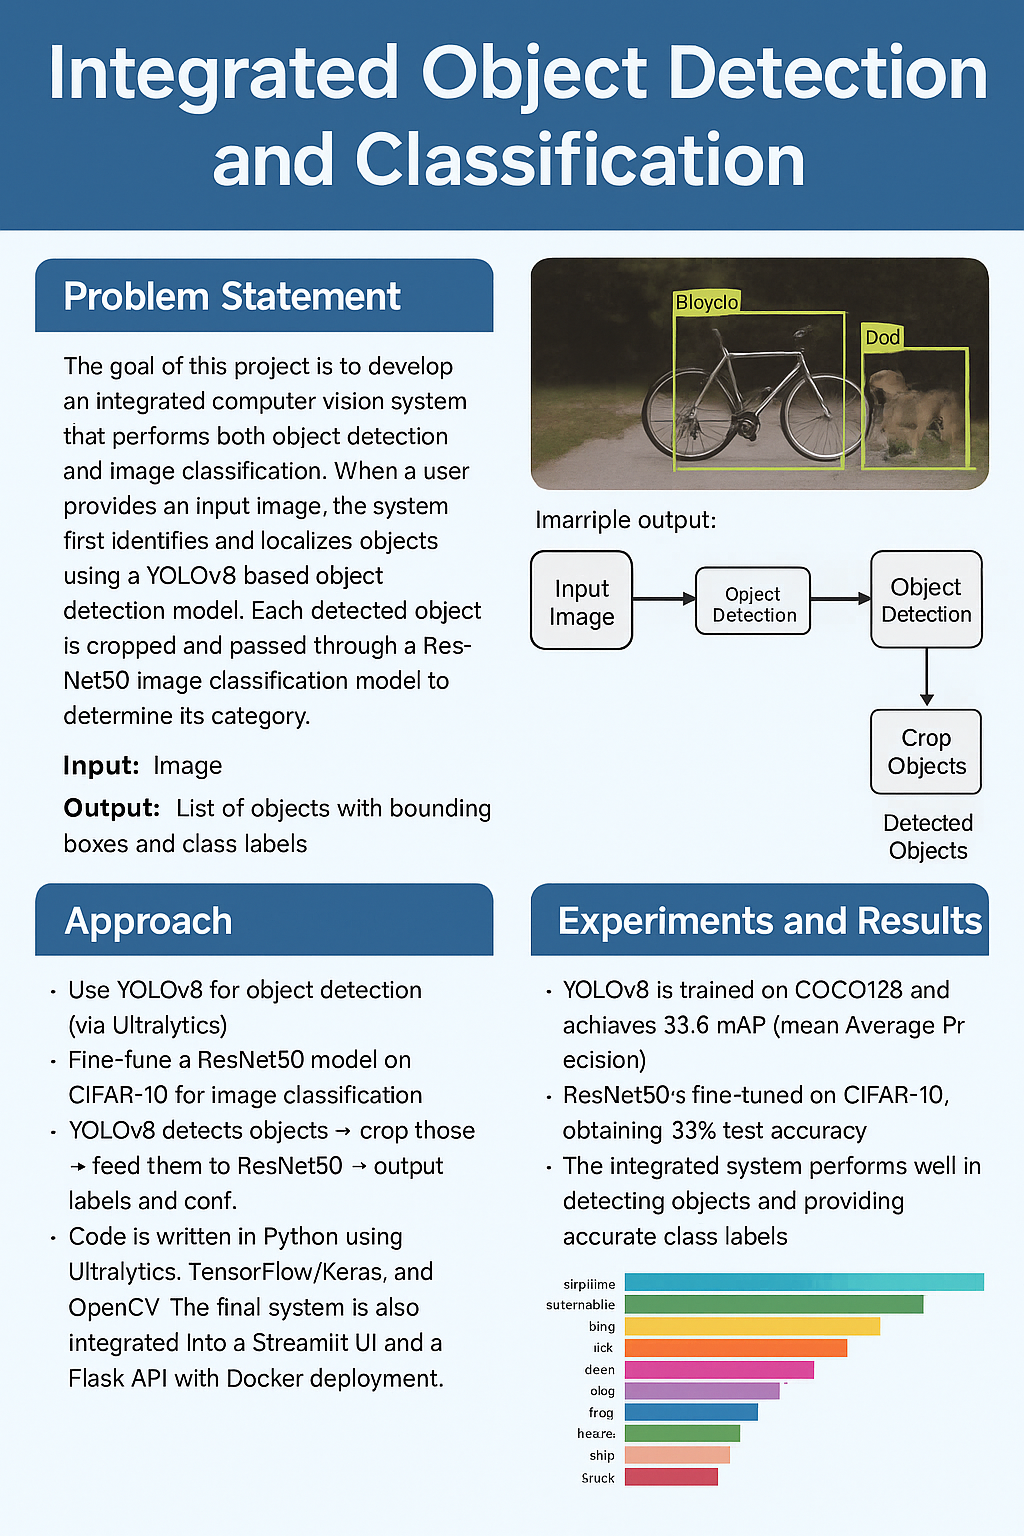 Integrated Object Detection
and Classification
Problem Statement
The goal of this project is to develop
an integrated computer vision system
that performs both object detection
and image classification. When a user
provides an input image, the system
first identifies and localizes objects
using a YOLOv8 based object
detection model. Each detected object
is cropped and passed through a Res-
Net50 image classification model to
determine its category.
Input: Image
Output: List of objects with bounding
boxes and class labels
Bloyclo
Dod
Imarriple output:
Input
Image
Opject
Detection
Object
Detection
Crop
Objects
Detected
Objects
Approach
· Use YOLOv8 for object detection
(via Ultralytics)
· Fine-fune a ResNet50 model on
CIFAR-10 for image classification
· YOLOv8 detects objects → crop those
→ feed them to ResNet50 → output
labels and conf.
· Code is written in Python using
Ultralytics. TensorFlow/Keras, and
OpenCV The final system is also
integrated Into a Streamiit UI and a
Flask API with Docker deployment.
Experiments and Results
· YOLOv8 is trained on COCO128 and
achiaves 33.6 mAP (mean Average Pr
ecision)
· ResNet50's fine-tuned on CIFAR-10,
obtaining 33% test accuracy
· The integrated system performs well in
detecting objects and providing
accurate class labels
sirpiiime
suternablie
bing
iick
deen
olog
frog
heare:
ship
Sruck